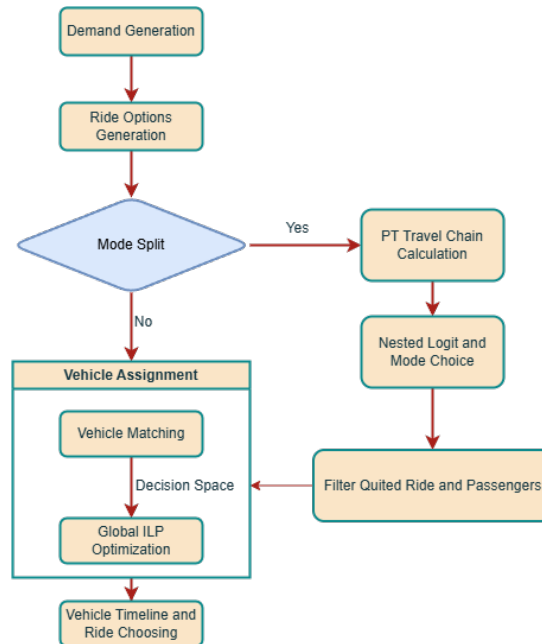 Demand Generation
Ride Options
Generation
Mode Split
Yes
PT Travel Chain
Calculation
Nested Logit and
Mode Choice
Filter Quited Ride and Passengers
No
Vehicle Assignment
Vehicle Matching
Decision Space
Global ILP
Optimization
Vehicle Timeline and
Ride Choosing